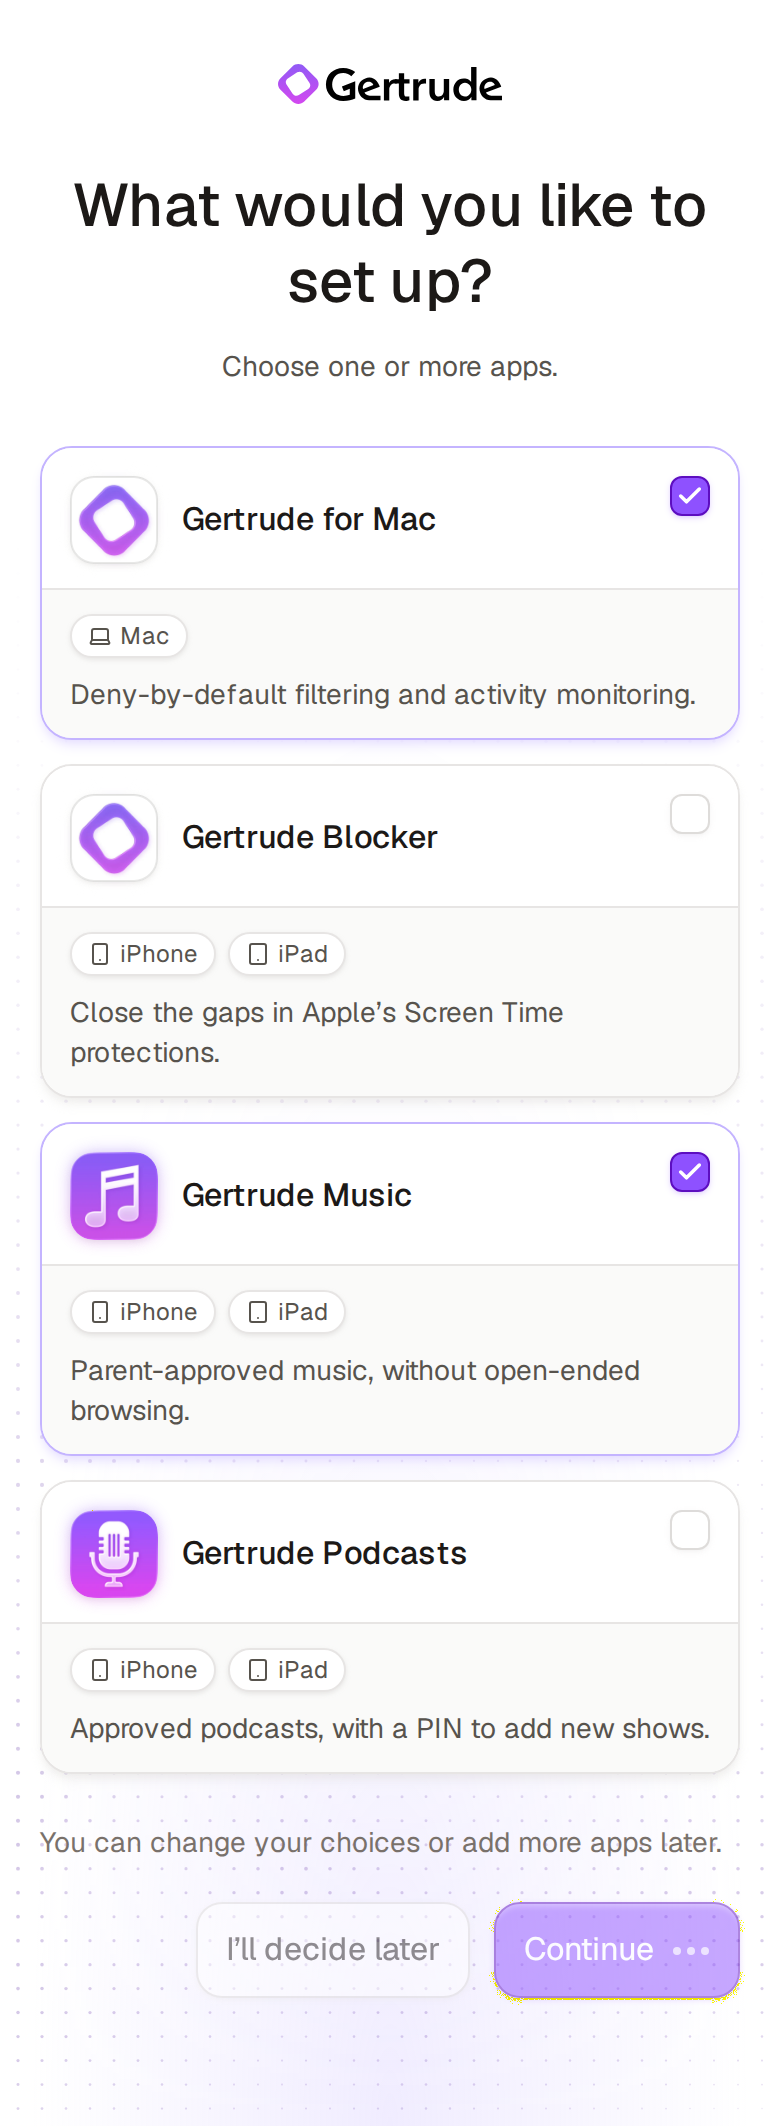 Gertrude
What would you like to
set up?
Choose one or more apps.
Gertrude for Mac
Mac
Deny-by-default filtering and activity monitoring.
Gertrude Blocker
iPhone iPad
Close the gaps in Apple’s Screen Time
protections.
Gertrude Music
iPhone iPad
Parent-approved music, without open-ended
browsing.
Gertrude Podcasts
iPhone iPad
Approved podcasts, with a PIN to add new shows.
You can change your choices or add more apps later.
I’ll decide later Continue